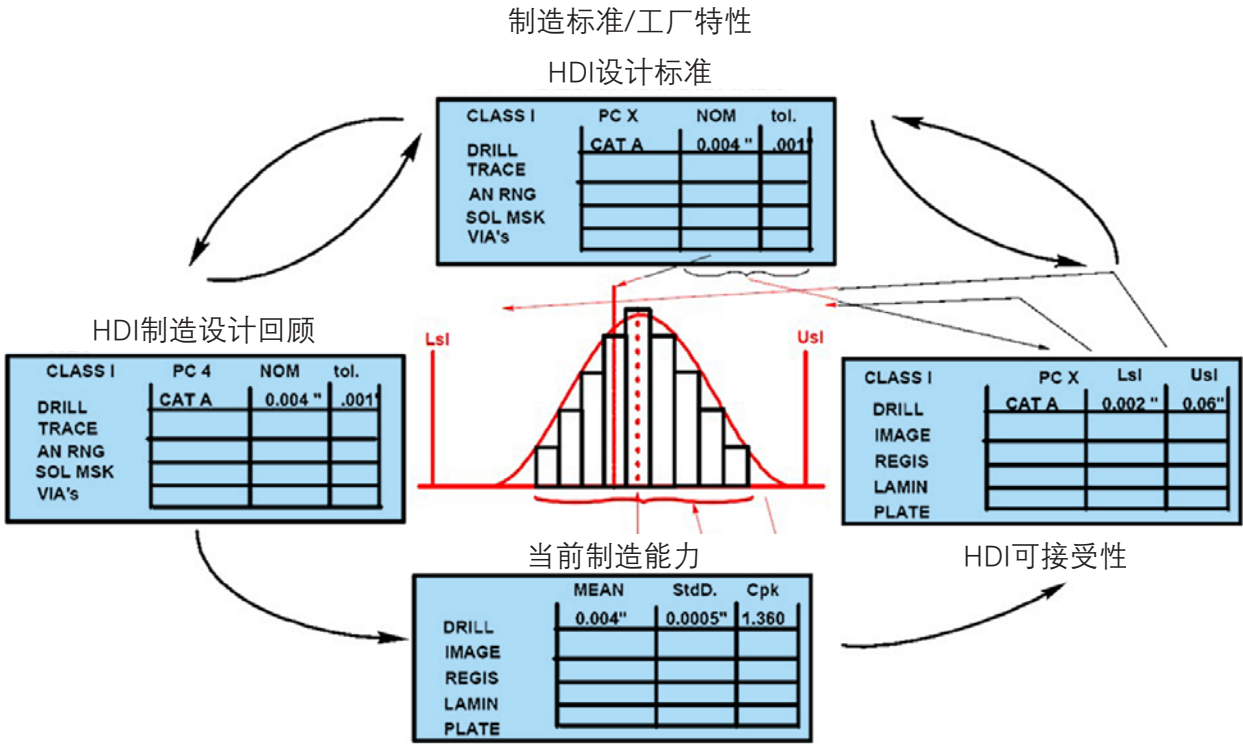 制造标准/工厂特性
HDI设计标准
CLASS I PC X NOM tol.
DRILL CAT A 0.004 " .001"
TRACE
AN RNG
SOL MSK
VIA's
HDI制造设计回顾
CLASS I PC 4 NOM tol.
DRILL CAT A 0.004 " .001"
TRACE
AN RNG
SOL MSK
VIA's
Lsl
Usl
CLASS I PC X Lsl Usl
DRILL CAT A 0.002 " 0.06"
IMAGE
REGIS
LAMIN
PLATE
当前制造能力
HDI可接受性
MEAN StdD. Cpk
DRILL 0.004" 0.0005" 1.360
IMAGE
REGIS
LAMIN
PLATE